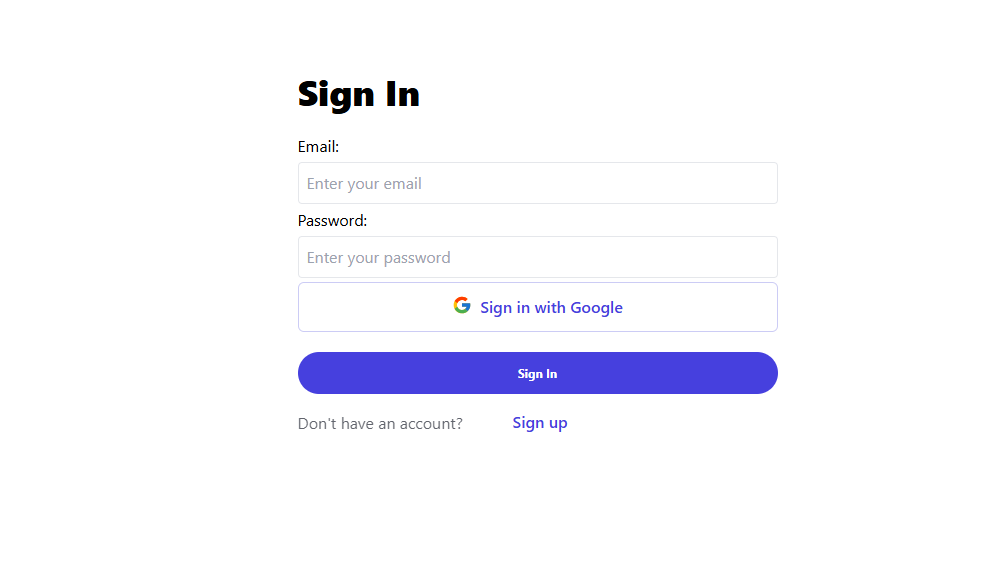 Sign In
Email:
Enter your email
Password:
Enter your password
Sign in with Google
Sign In
Don't have an account? Sign up